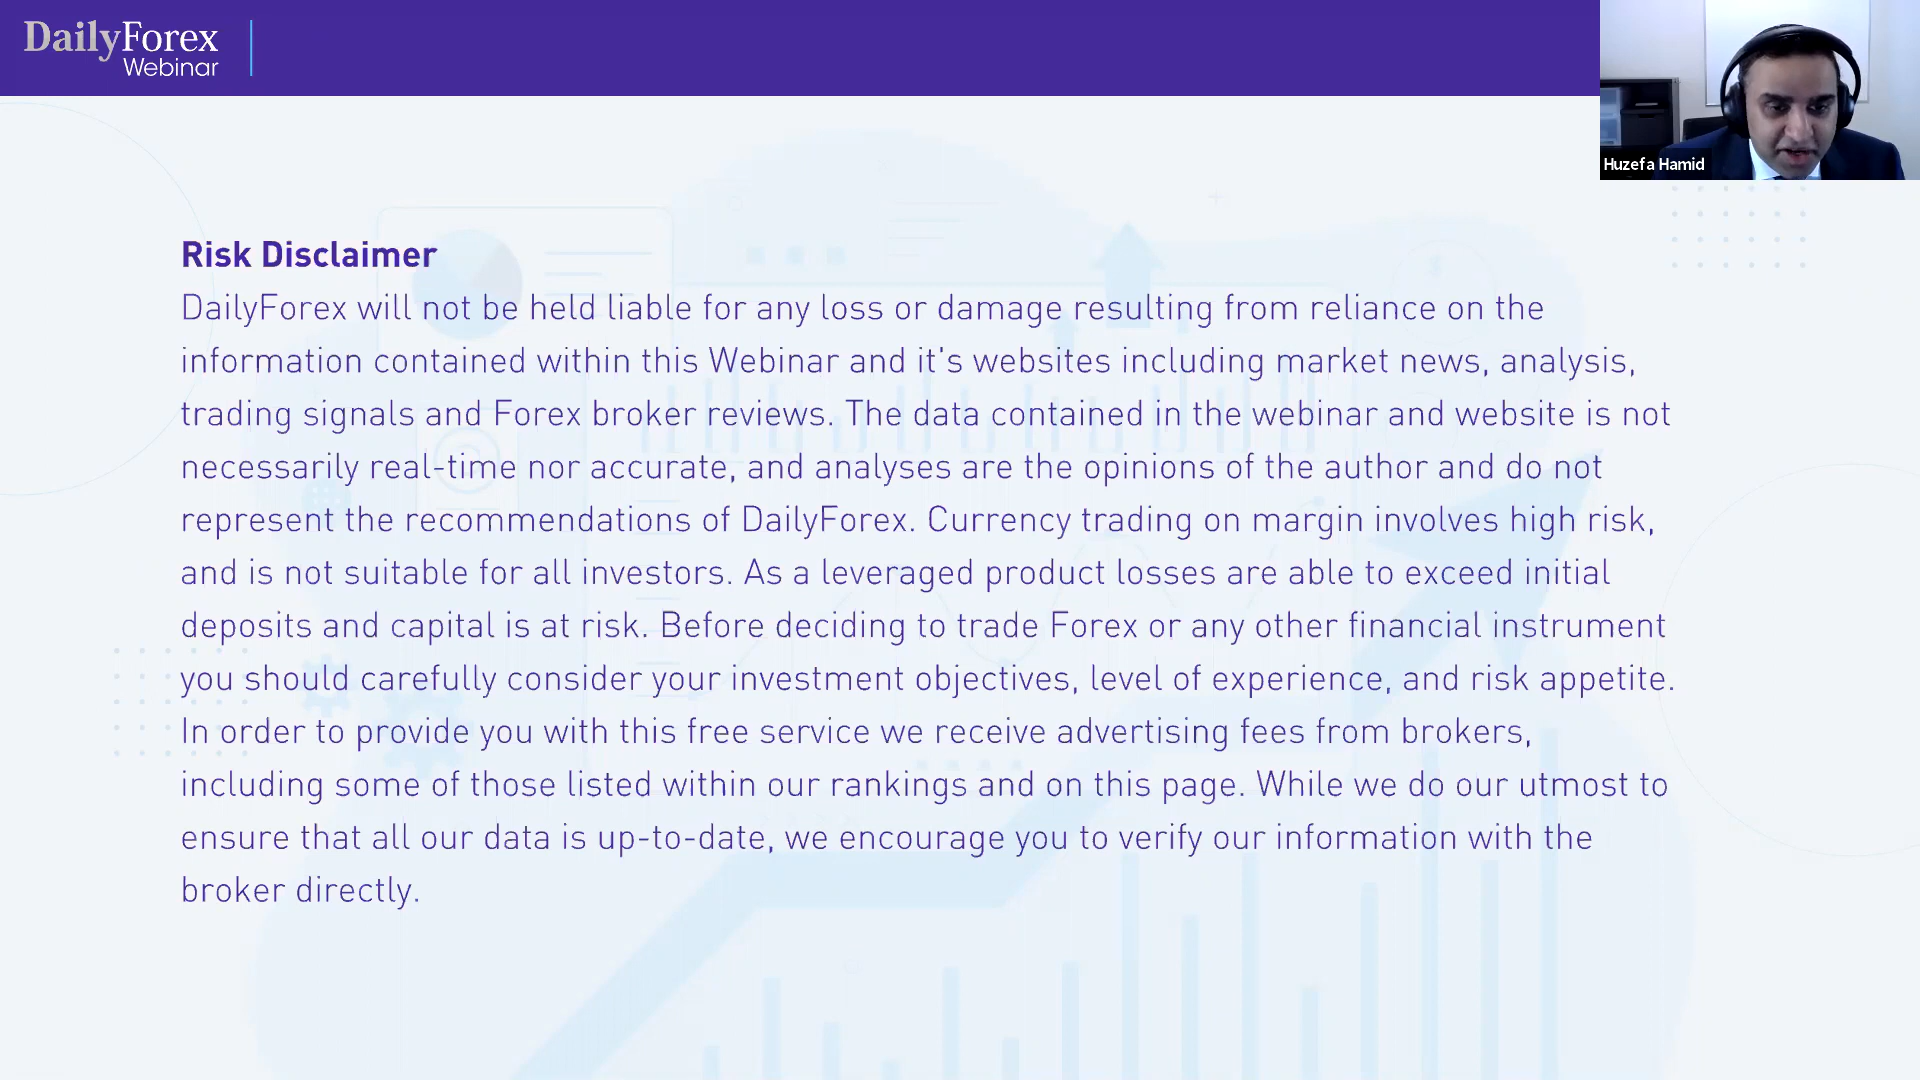 DailyForex
Webinar
Huzefa Hamid
Risk Disclaimer
DailyForex will not be held liable for any loss or damage resulting from reliance on the
information contained within this Webinar and it's websites including market news, analysis,
trading signals and Forex broker reviews. The data contained in the webinar and website is not
necessarily real-time nor accurate, and analyses are the opinions of the author and do not
represent the recommendations of DailyForex. Currency trading on margin involves high risk,
and is not suitable for all investors. As a leveraged product losses are able to exceed initial
deposits and capital is at risk. Before deciding to trade Forex or any other financial instrument
you should carefully consider your investment objectives, level of experience, and risk appetite.
In order to provide you with this free service we receive advertising fees from brokers,
including some of those listed within our rankings and on this page. While we do our utmost to
ensure that all our data is up-to-date, we encourage you to verify our information with the
broker directly.